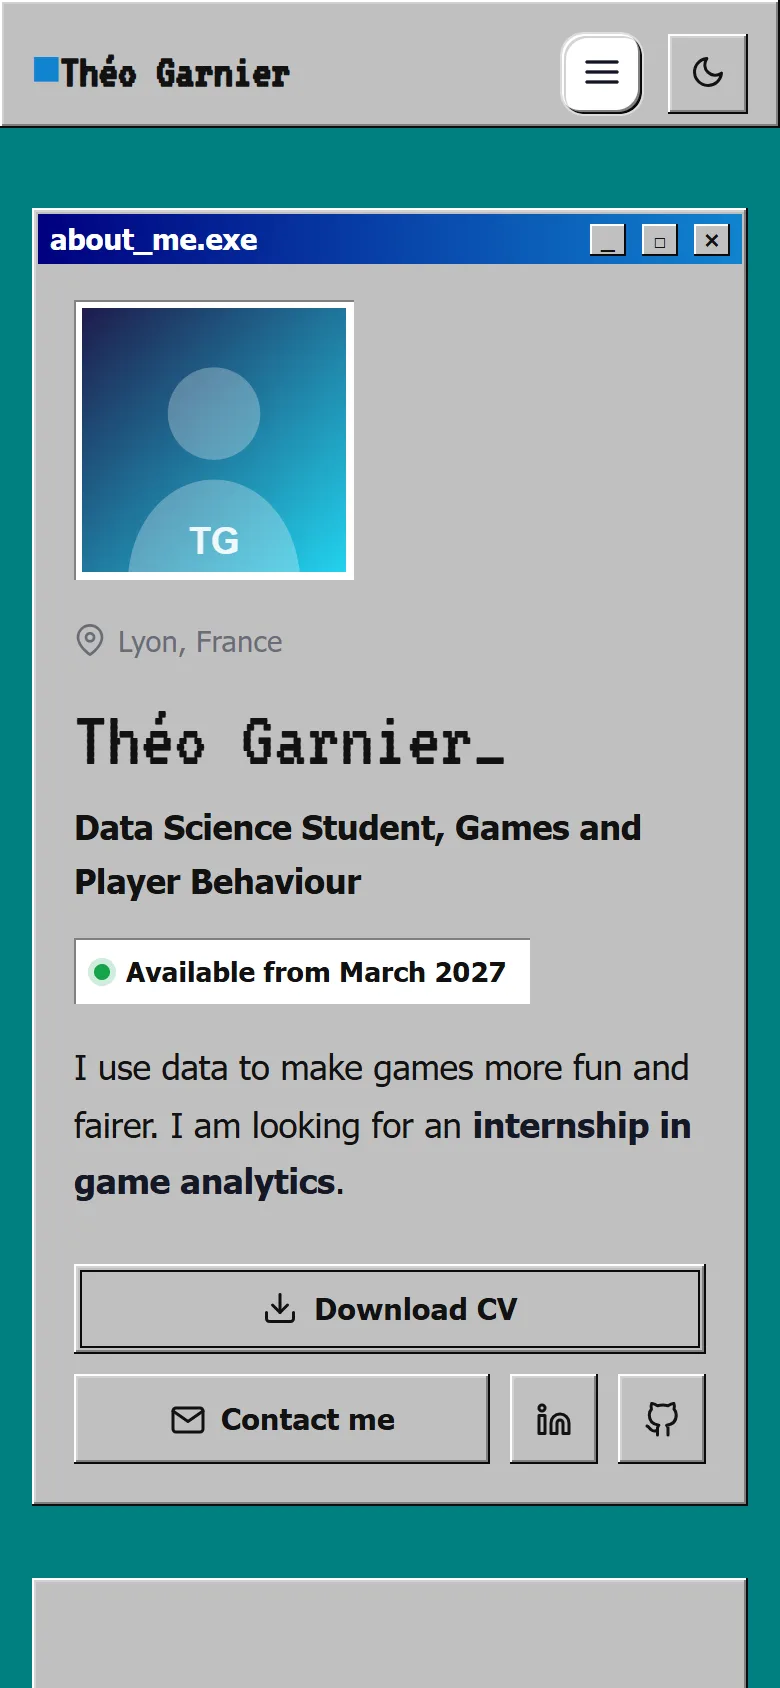 Théo Garnier
about_me.exe
TG
Lyon, France
Théo Garnier_
Data Science Student, Games and
Player Behaviour
Available from March 2027
I use data to make games more fun and
fairer. I am looking for an internship in
game analytics.
Download CV
Contact me